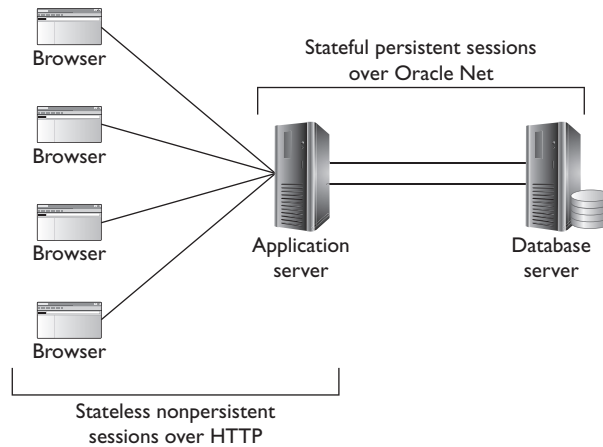 Stateful persistent sessions
over Oracle Net
Browser
Browser
Browser
Browser
Application
server
Database
server
Stateless nonpersistent
sessions over HTTP